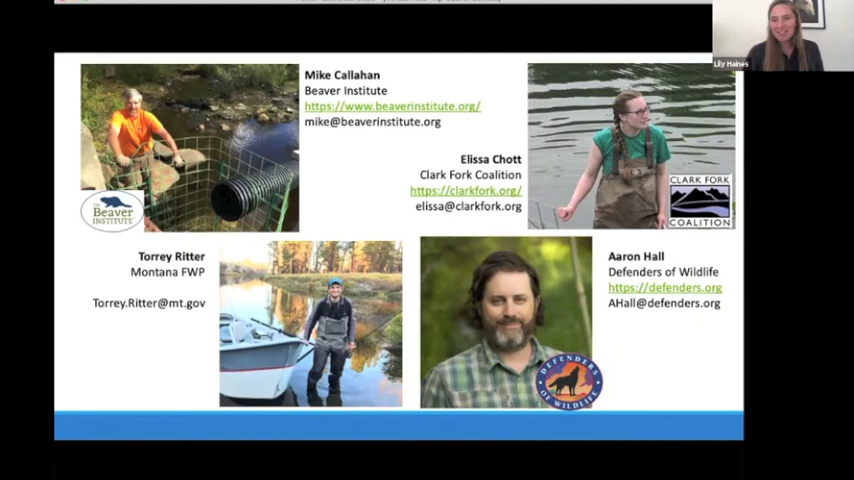 Lily Haines
Mike Callahan
Beaver Institute
https://www.beaverinstitute.org/
mike@beaverinstitute.org
The
Beaver
INSTITUTE
Elissa Chott
Clark Fork Coalition
https://clarkfork.org/
elissa@clarkfork.org
CLARK FORK
COALITION
Torrey Ritter
Montana FWP
Torrey.Ritter@mt.gov
Aaron Hall
Defenders of Wildlife
https://defenders.org
AHall@defenders.org
DEFENDERS
OF WILDLIFE